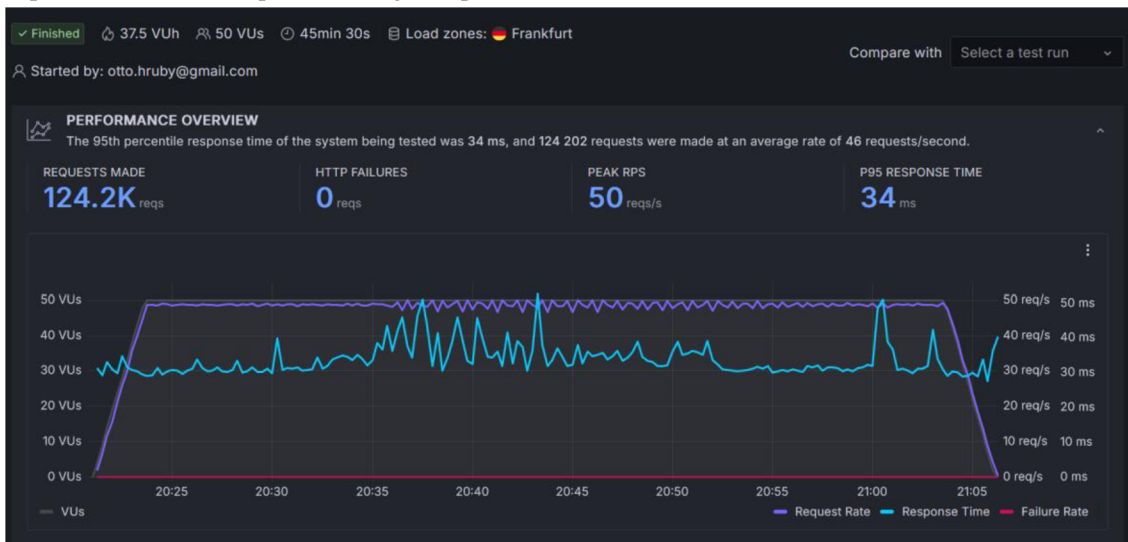 Finished 37.5 VUh 50 VUs 45min 30s Load zones: Frankfurt
Compare with Select a test run
Started by: otto.hruby@gmail.com
PERFORMANCE OVERVIEW
The 95th percentile response time of the system being tested was 34 ms, and 124 202 requests were made at an average rate of 46 requests/second.
REQUESTS MADE HTTP FAILURES PEAK RPS P95 RESPONSE TIME
124.2K reqs 0 reqs 50 reqs/s 34 ms
50 VUs 50 req/s 50 ms
40 VUs 40 req/s 40 ms
30 VUs 30 req/s 30 ms
20 VUs 20 req/s 20 ms
10 VUs 10 req/s 10 ms
0 VUs 0 req/s 0 ms
20:25 20:30 20:35 20:40 20:45 20:50 20:55 21:00 21:05
VUs Request Rate Response Time Failure Rate